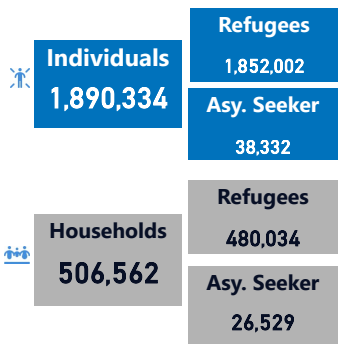 Individuals
1,890,334
Refugees
1,852,002
Asy. Seeker
38,332
Households
506,562
Refugees
480,034
Asy. Seeker
26,529